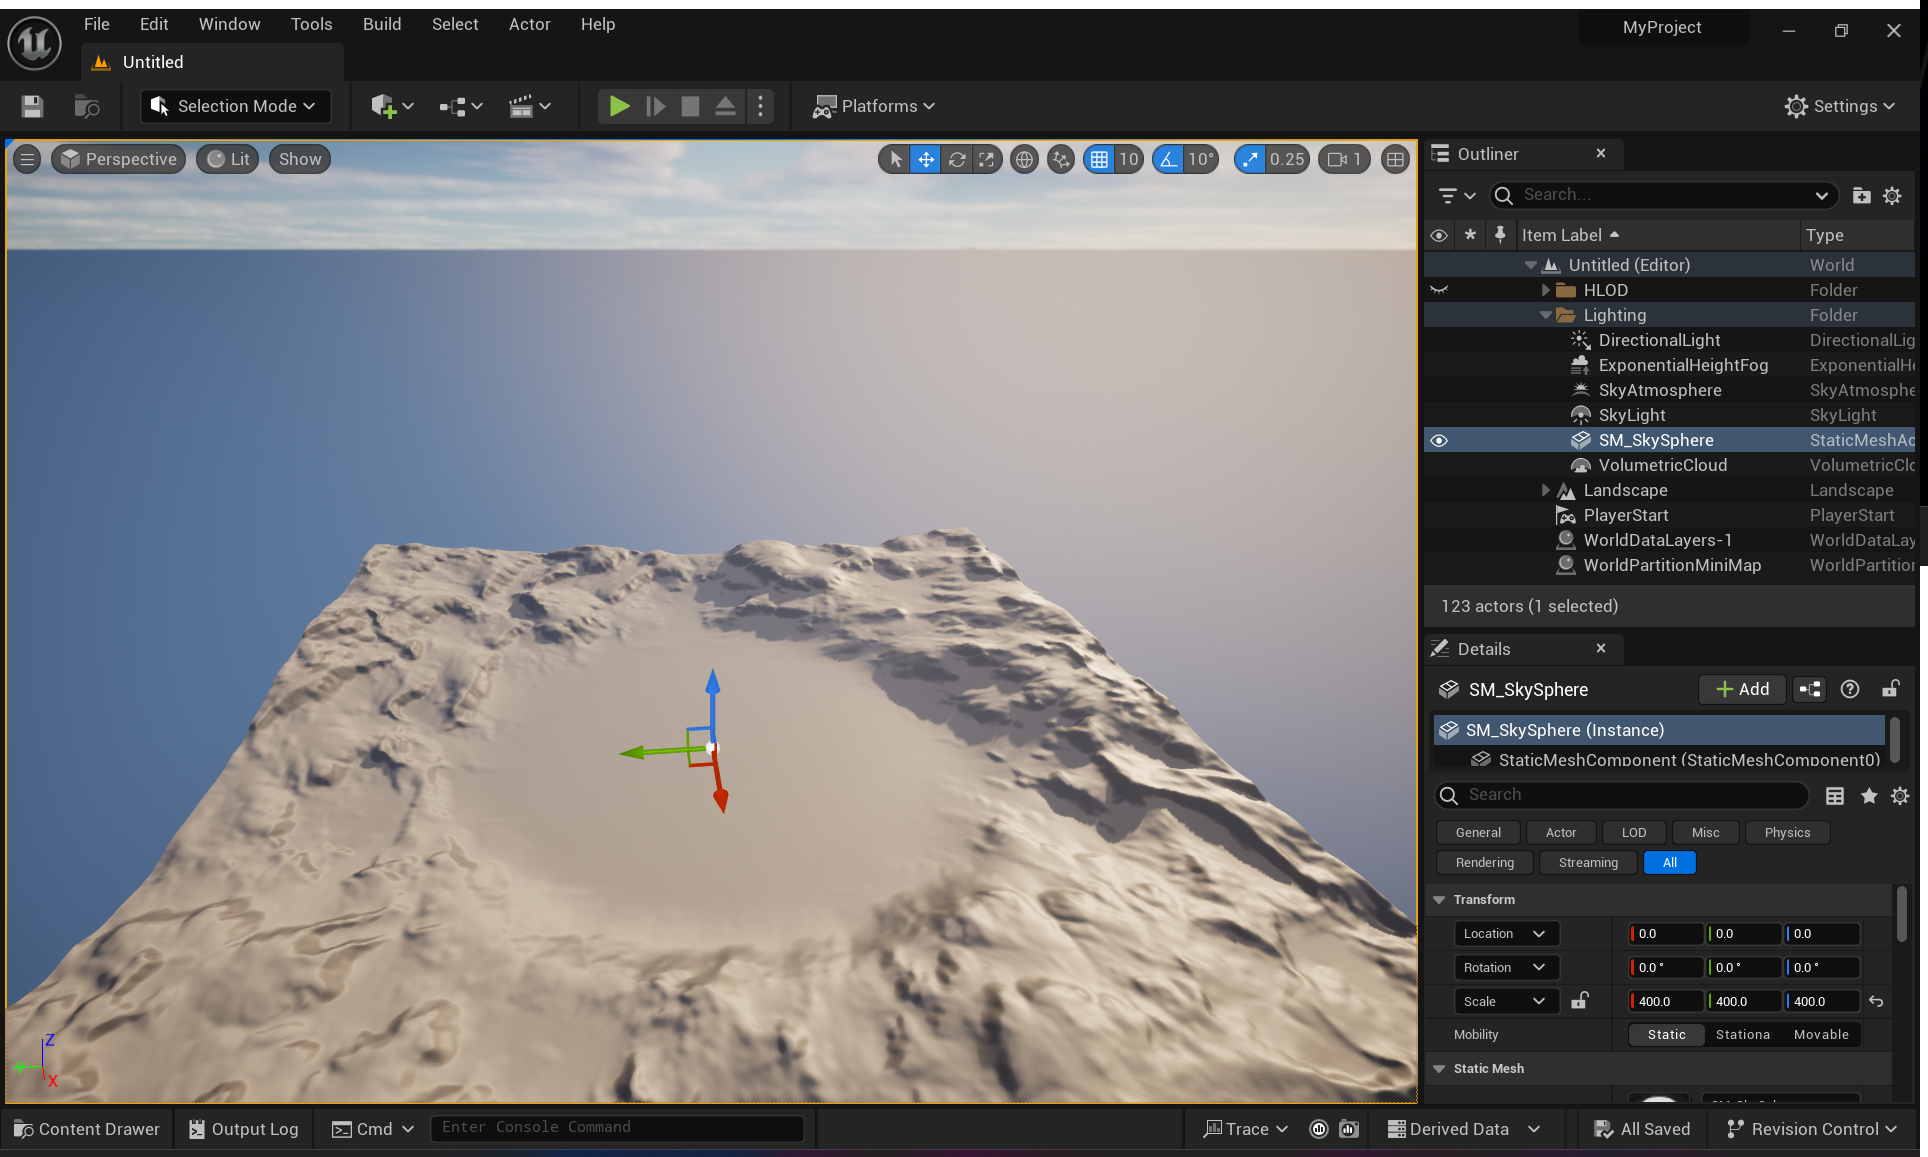 File Edit Window Tools Build Select Actor Help
MyProject
Untitled
Selection Mode
Platforms
Settings
Perspective Lit Show
10 10° 0.25 1
Outliner
Search...
Item Label Type
Untitled (Editor) World
HLOD Folder
Lighting Folder
DirectionalLight DirectionalLig
ExponentialHeightFog ExponentialHe
SkyAtmosphere SkyAtmosphe
SkyLight SkyLight
SM_SkySphere StaticMeshAc
VolumetricCloud VolumetricClo
Landscape Landscape
PlayerStart PlayerStart
WorldDataLayers-1 WorldDataLay
WorldPartitionMiniMap WorldPartition
123 actors (1 selected)
Details
SM_SkySphere
Add
SM_SkySphere (Instance)
StaticMeshComponent (StaticMeshComponent0)
Search
General Actor LOD Misc Physics
Rendering Streaming All
Transform
Location 0.0 0.0 0.0
Rotation 0.0° 0.0° 0.0°
Scale 400.0 400.0 400.0
Mobility Static Stationa Movable
Static Mesh
Z
Y
X
Content Drawer Output Log Cmd Enter Console Command Trace Derived Data All Saved Revision Control